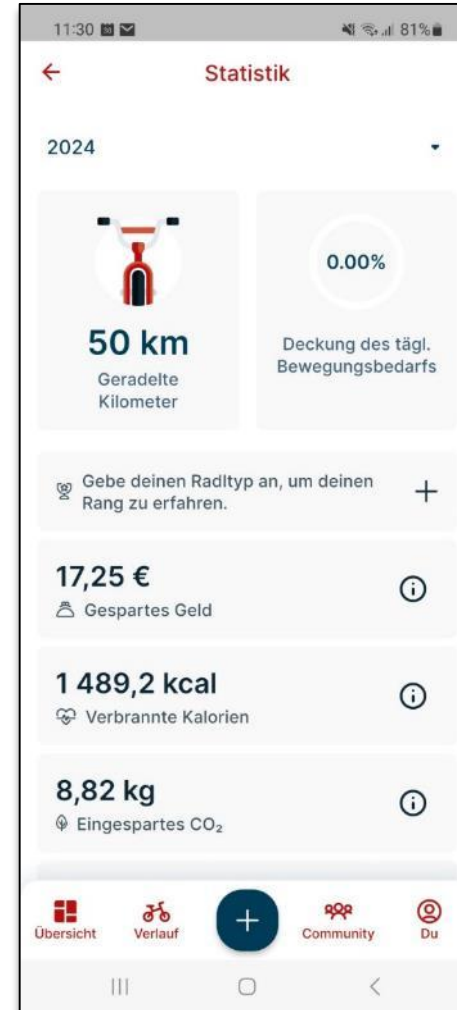 11:30 81%
Statistik
2024
50 km
Geradelte
Kilometer
0.00%
Deckung des tägl.
Bewegungsbedarfs
Gebe deinen Radltyp an, um deinen
Rang zu erfahren.
17,25 €
Gespartes Geld
1 489,2 kcal
Verbrannte Kalorien
8,82 kg
Eingespartes CO₂
Übersicht Verlauf Community Du